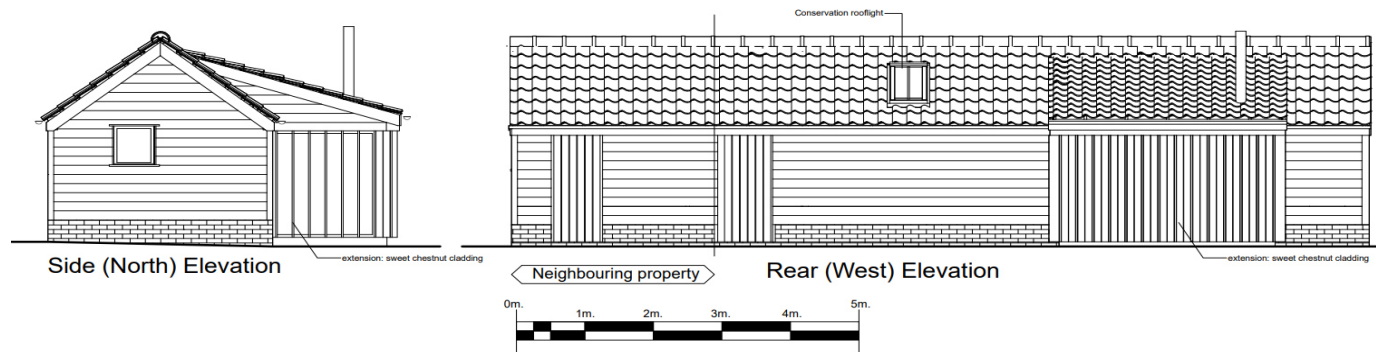 Conservation rooflight
extension: sweet chestnut cladding
Side (North) Elevation
extension: sweet chestnut cladding
Neighbouring property
Rear (West) Elevation
0m. 1m. 2m. 3m. 4m. 5m.